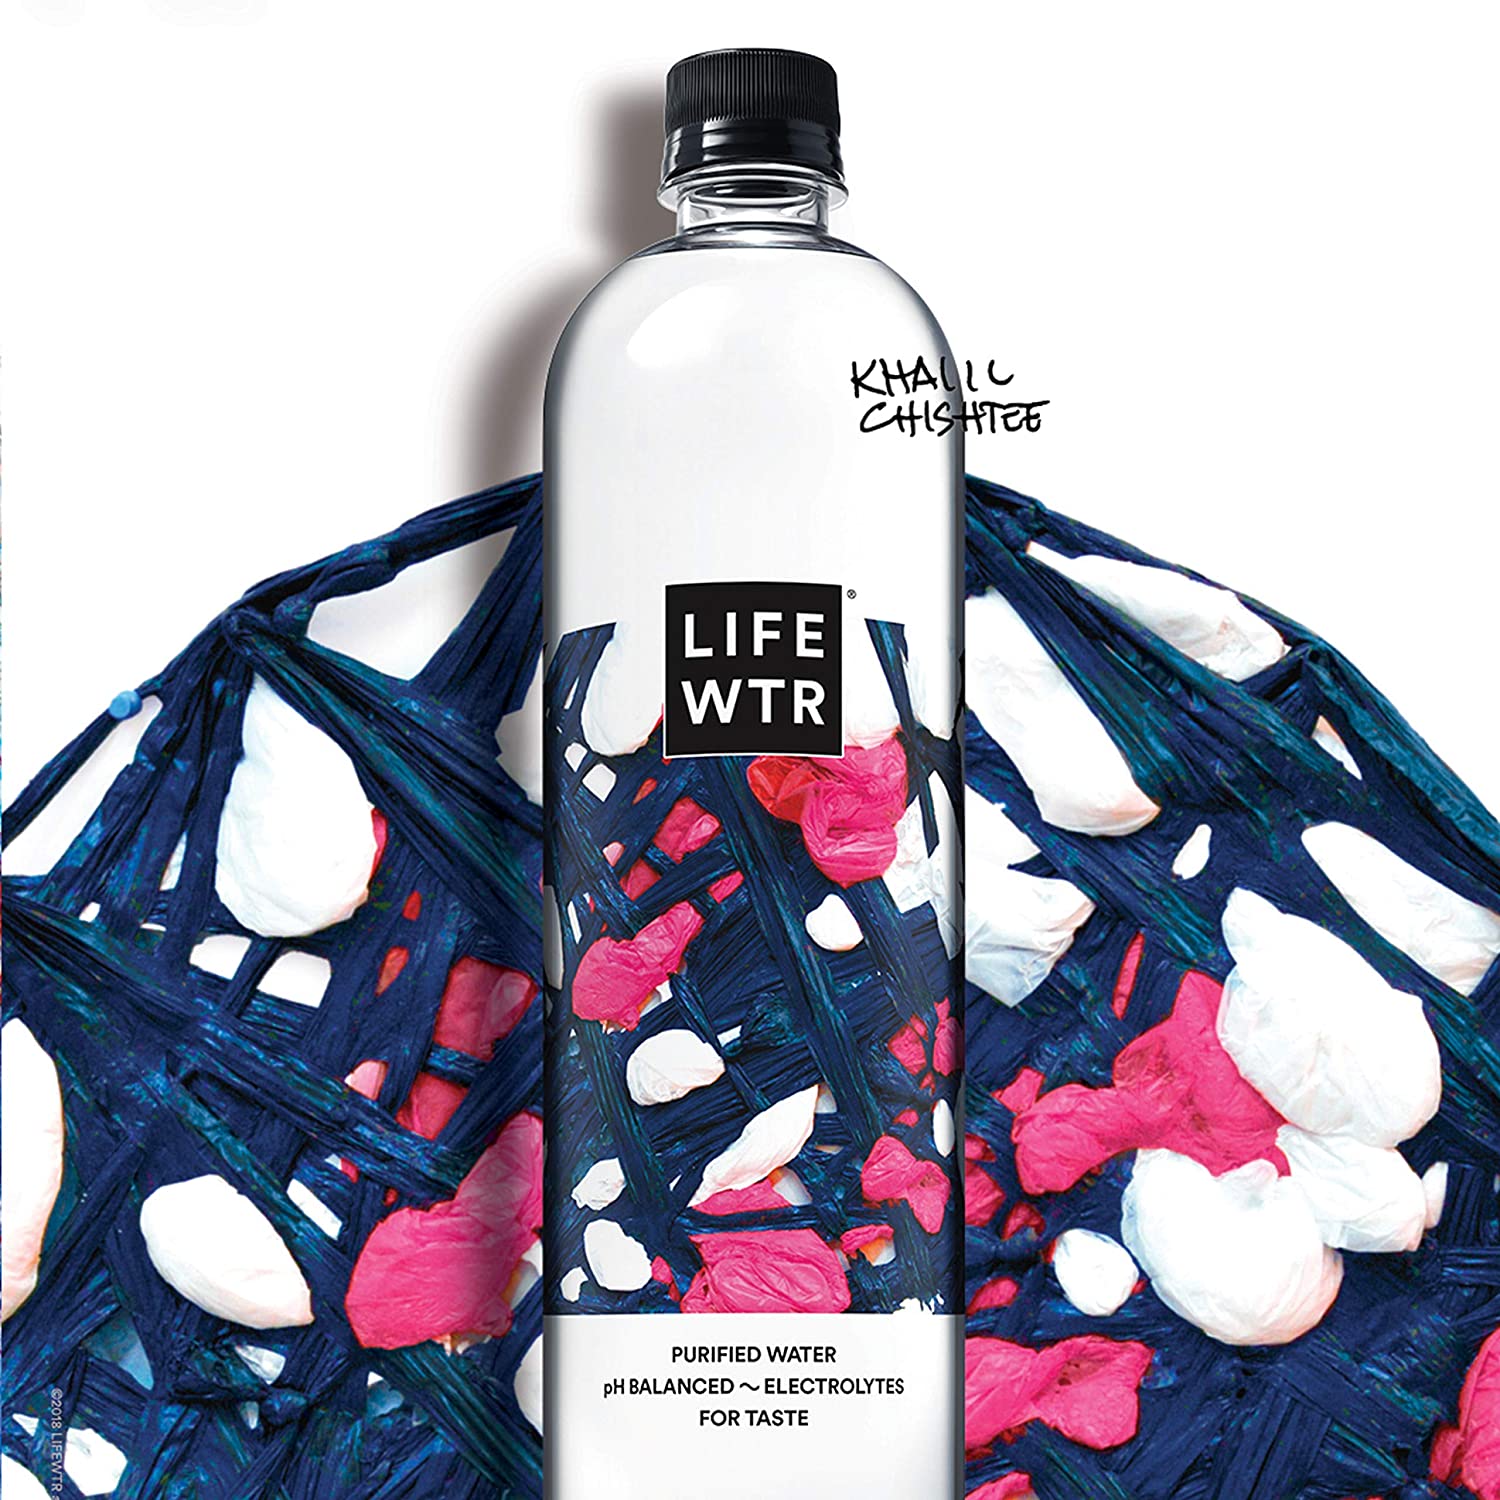 KHALIL
CHISHTEE
LIFE
WTR
®
PURIFIED WATER
pH BALANCED ~ ELECTROLYTES
FOR TASTE
©2018 LIFEWTR